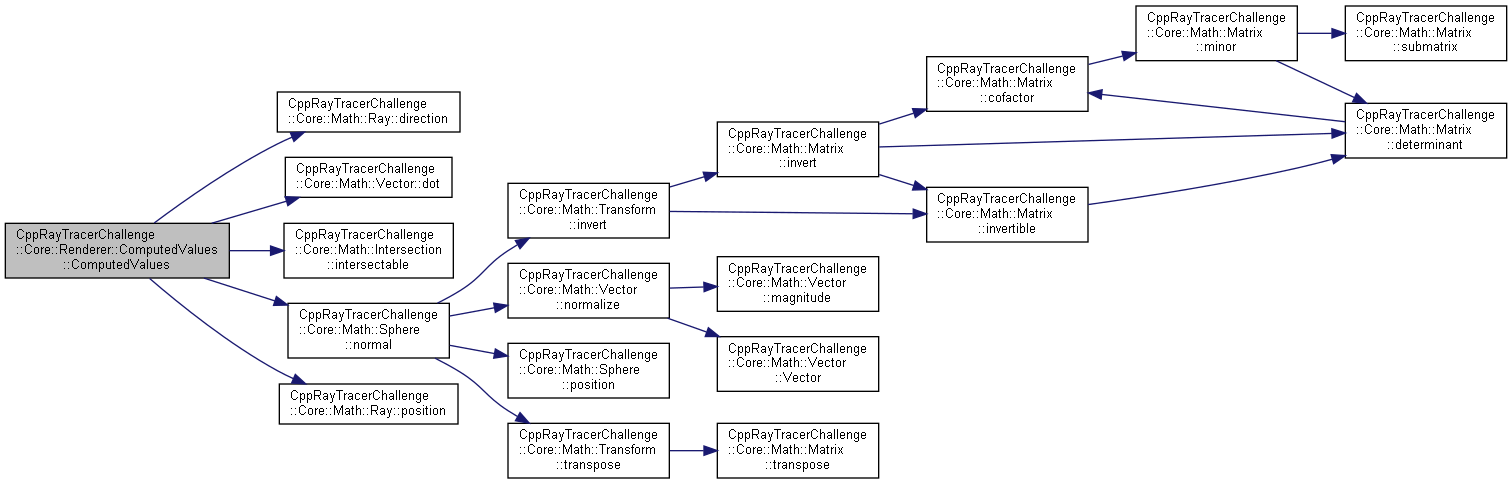 CppRayTracerChallenge
::Core::Renderer::ComputedValues
::ComputedValues
CppRayTracerChallenge
::Core::Math::Ray::direction
CppRayTracerChallenge
::Core::Math::Vector::dot
CppRayTracerChallenge
::Core::Math::Intersection
::intersectable
CppRayTracerChallenge
::Core::Math::Sphere
::normal
CppRayTracerChallenge
::Core::Math::Ray::position
CppRayTracerChallenge
::Core::Math::Transform
::invert
CppRayTracerChallenge
::Core::Math::Vector
::normalize
CppRayTracerChallenge
::Core::Math::Sphere
::position
CppRayTracerChallenge
::Core::Math::Transform
::transpose
CppRayTracerChallenge
::Core::Math::Matrix
::invert
CppRayTracerChallenge
::Core::Math::Vector
::magnitude
CppRayTracerChallenge
::Core::Math::Vector
::Vector
CppRayTracerChallenge
::Core::Math::Matrix
::transpose
CppRayTracerChallenge
::Core::Math::Matrix
::cofactor
CppRayTracerChallenge
::Core::Math::Matrix
::invertible
CppRayTracerChallenge
::Core::Math::Matrix
::minor
CppRayTracerChallenge
::Core::Math::Matrix
::submatrix
CppRayTracerChallenge
::Core::Math::Matrix
::determinant